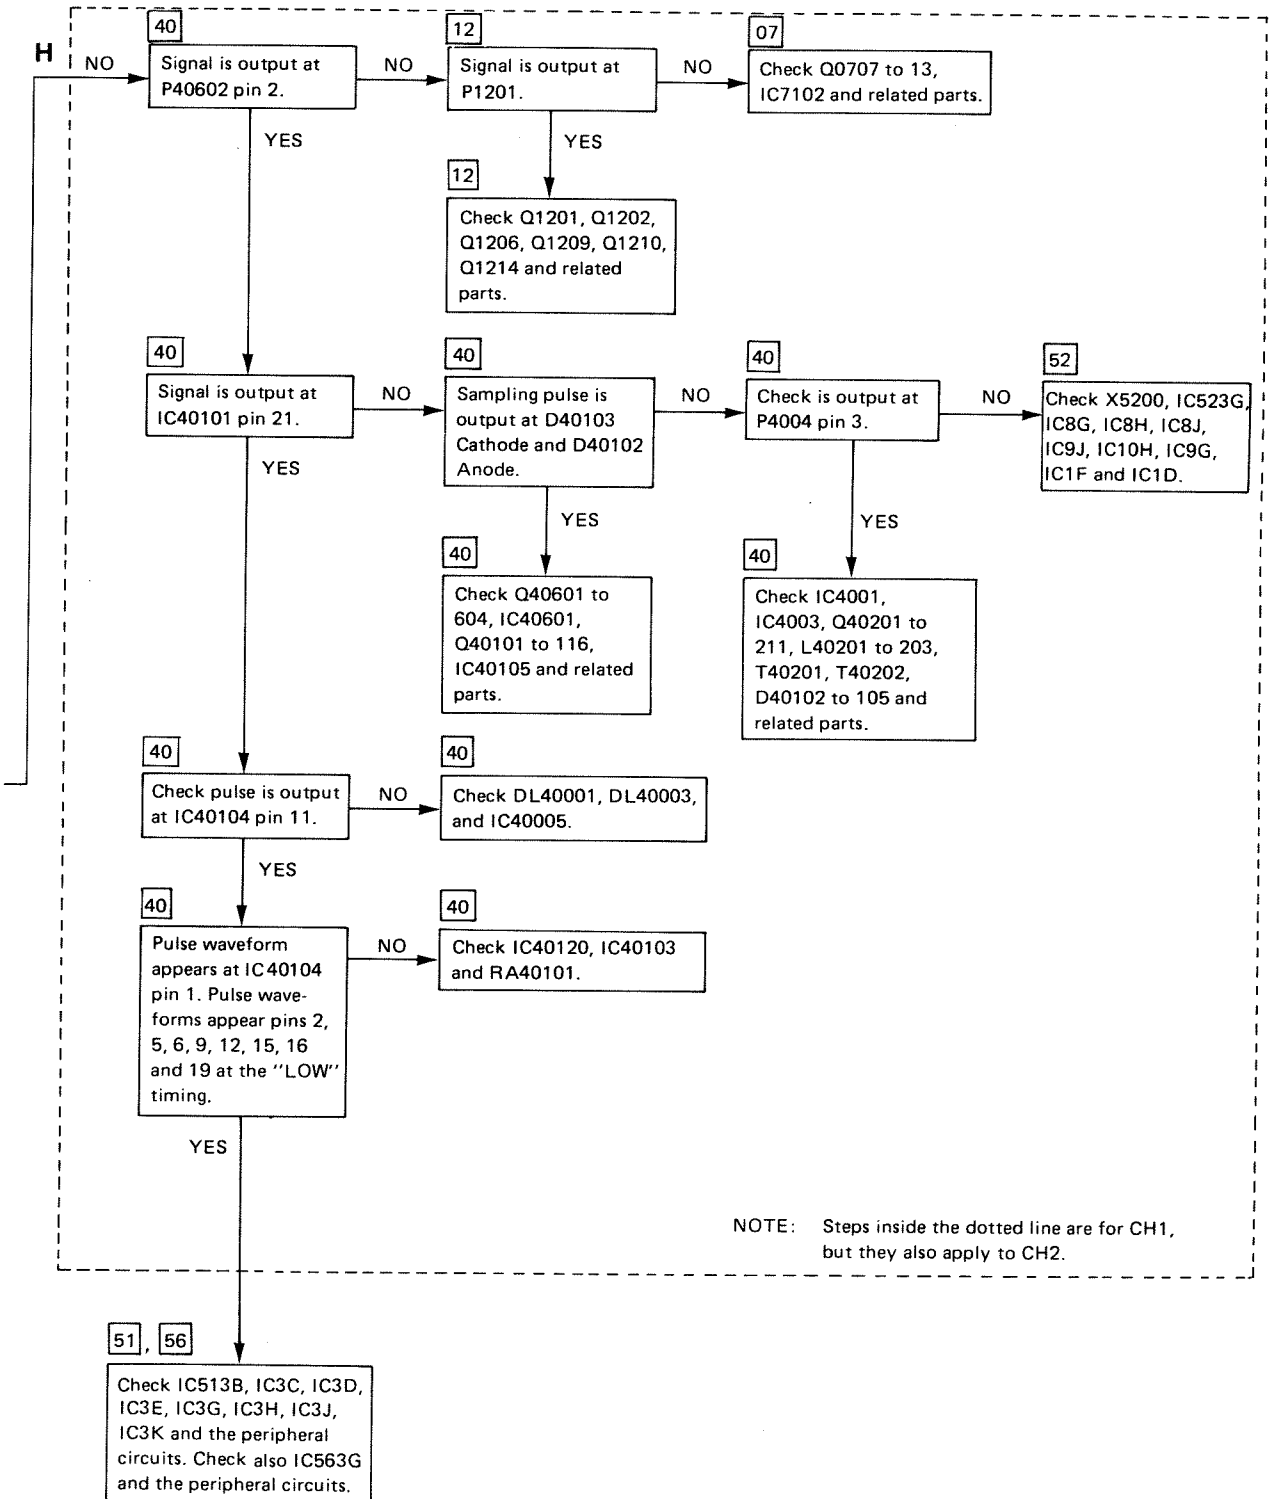 H
NO
40
Signal is output at
P40602 pin 2.
NO
12
Signal is output at
P1201.
NO
07
Check Q0707 to 13,
IC7102 and related parts.
YES
YES
12
Check Q1201, Q1202,
Q1206, Q1209, Q1210,
Q1214 and related
parts.
40
Signal is output at
IC40101 pin 21.
NO
40
Sampling pulse is
output at D40103
Cathode and D40102
Anode.
NO
40
Check is output at
P4004 pin 3.
NO
52
Check X5200, IC523G,
IC8G, IC8H, IC8J,
IC9J, IC10H, IC9G,
IC1F and IC1D.
YES
YES
YES
40
Check Q40601 to
604, IC40601,
Q40101 to 116,
IC40105 and related
parts.
40
Check IC4001,
IC4003, Q40201 to
211, L40201 to 203,
T40201, T40202,
D40102 to 105 and
related parts.
40
Check pulse is output
at IC40104 pin 11.
NO
40
Check DL40001, DL40003,
and IC40005.
YES
40
Pulse waveform
appears at IC40104
pin 1. Pulse wave-
forms appear pins 2,
5, 6, 9, 12, 15, 16
and 19 at the "LOW"
timing.
NO
40
Check IC40120, IC40103
and RA40101.
YES
NOTE: Steps inside the dotted line are for CH1,
but they also apply to CH2.
51, 56
Check IC513B, IC3C, IC3D,
IC3E, IC3G, IC3H, IC3J,
IC3K and the peripheral
circuits. Check also IC563G
and the peripheral circuits.